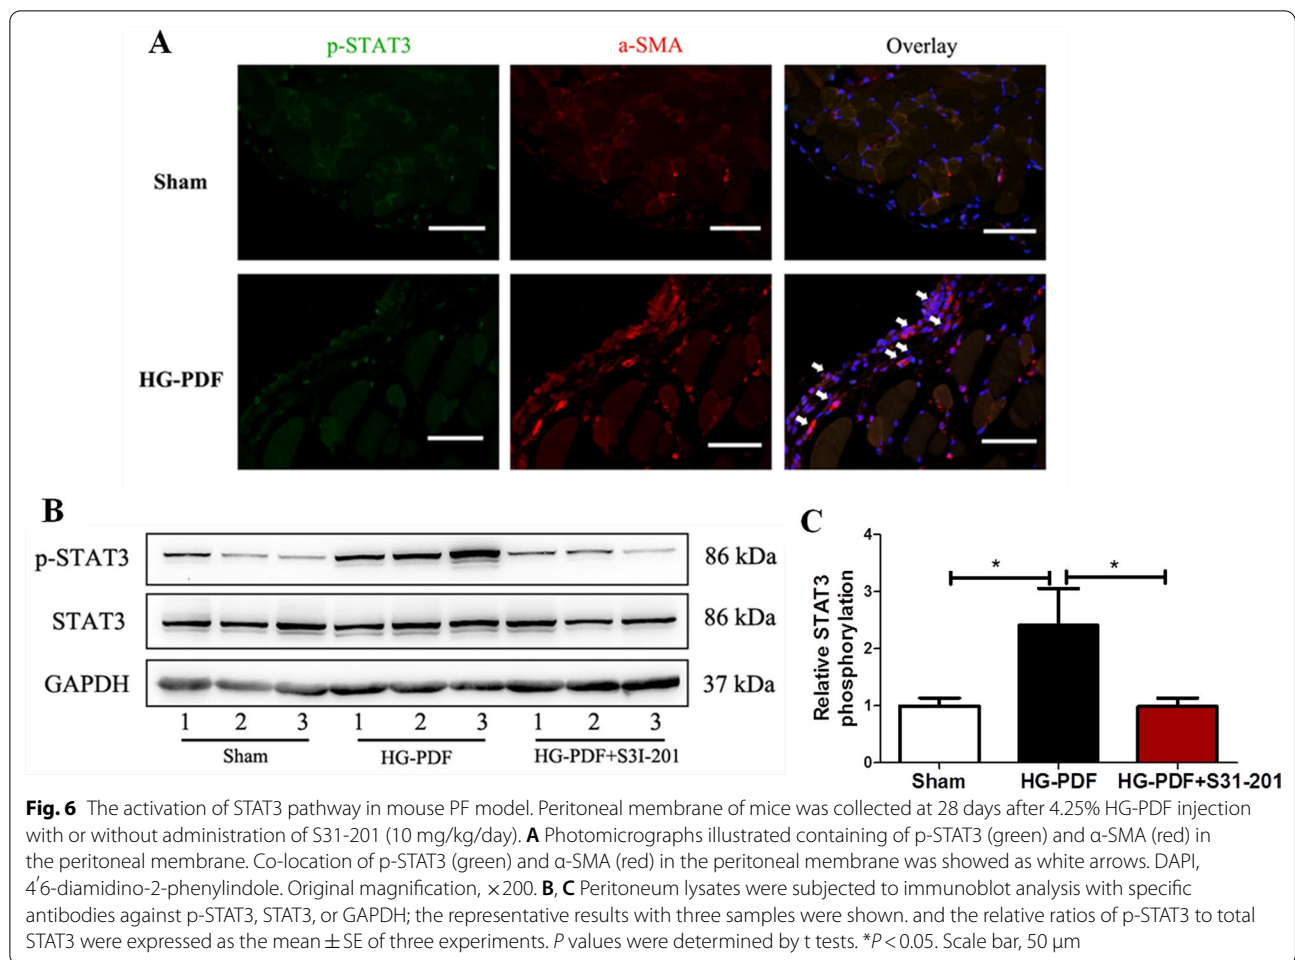 A
p-STAT3
a-SMA
Overlay
Sham
HG-PDF
B
p-STAT3
86 kDa
STAT3
86 kDa
GAPDH
37 kDa
1 2 3 1 2 3 1 2 3
Sham
HG-PDF
HG-PDF+S3I-201
C
Relative STAT3
phosphorylation
4
3
2
1
0
*
*
Sham
HG-PDF
HG-PDF+S31-201
Fig. 6 The activation of STAT3 pathway in mouse PF model. Peritoneal membrane of mice was collected at 28 days after 4.25% HG-PDF injection
with or without administration of S31-201 (10 mg/kg/day). A Photomicrographs illustrated containing of p-STAT3 (green) and α-SMA (red) in
the peritoneal membrane. Co-location of p-STAT3 (green) and α-SMA (red) in the peritoneal membrane was showed as white arrows. DAPI,
4′6-diamidino-2-phenylindole. Original magnification, ×200. B, C Peritoneum lysates were subjected to immunoblot analysis with specific
antibodies against p-STAT3, STAT3, or GAPDH; the representative results with three samples were shown. and the relative ratios of p-STAT3 to total
STAT3 were expressed as the mean ± SE of three experiments. P values were determined by t tests. *P < 0.05. Scale bar, 50 μm